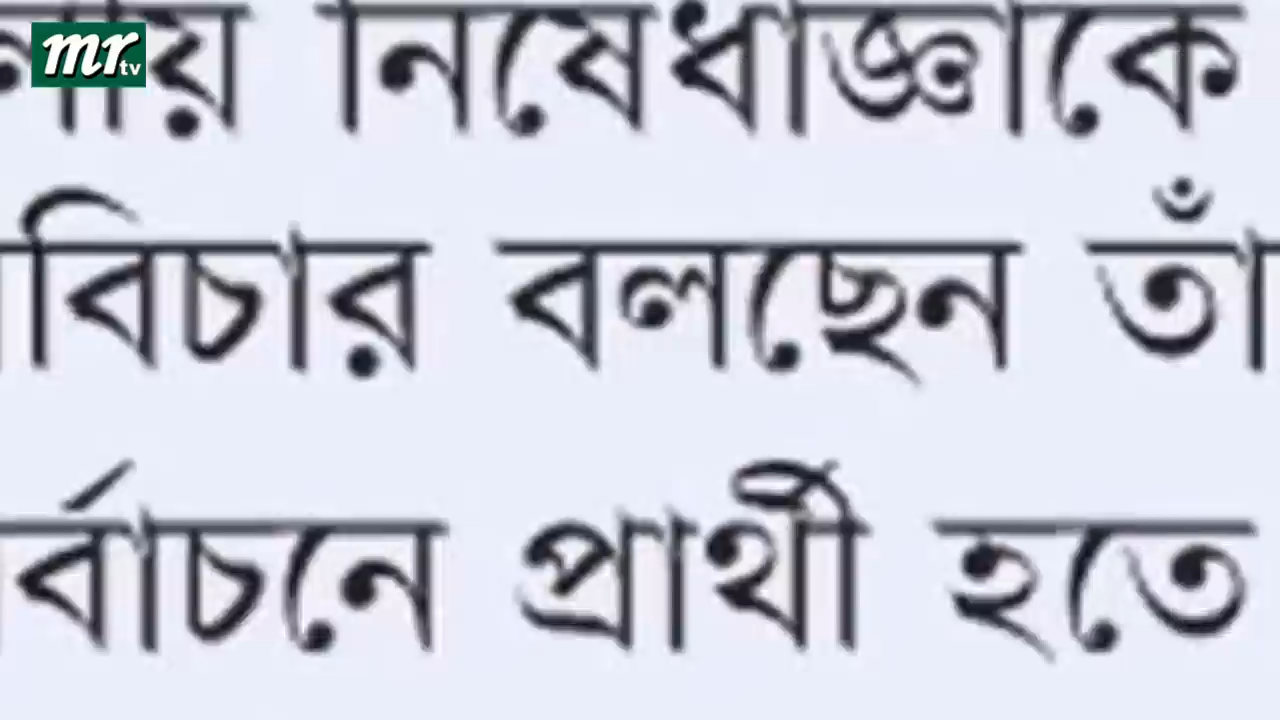 mr tv
নিষেধাজ্ঞাকে
বিচার বলছেন তাঁ
র্বাচনে প্রার্থী হতে